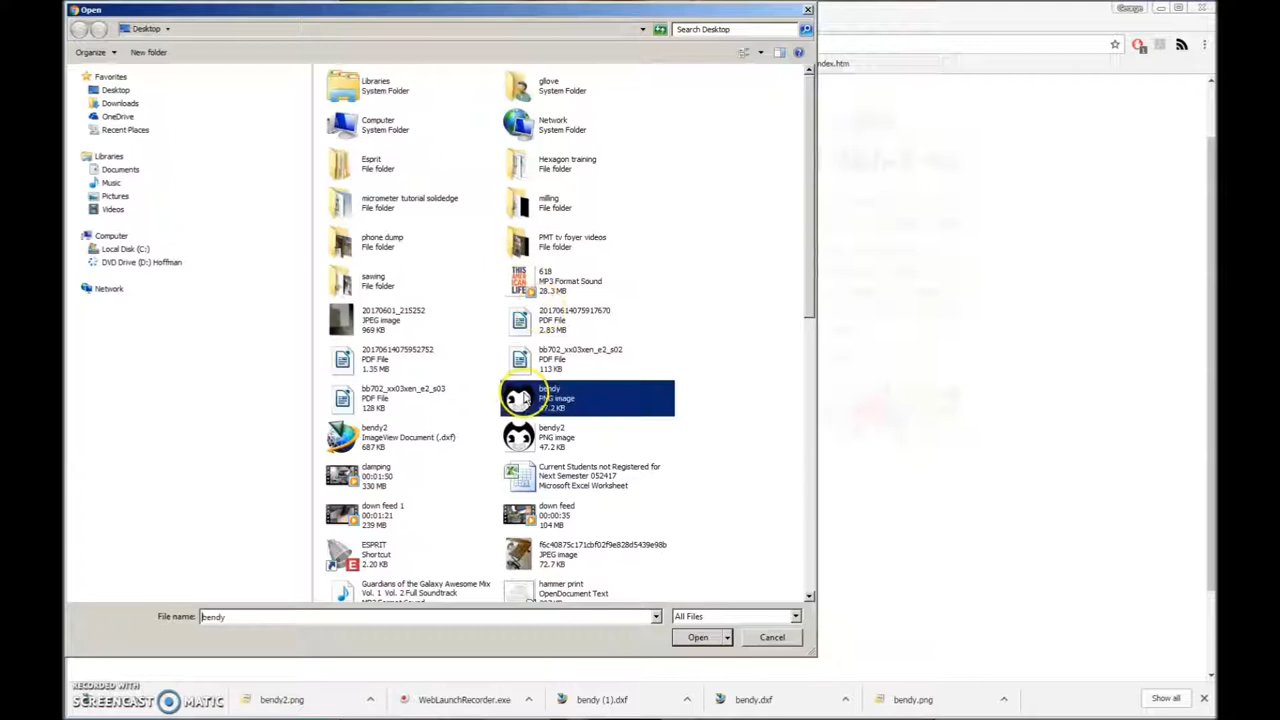 Open
George
Desktop
Search Desktop
Organize
New folder
ndex.htm
Favorites
Desktop
Downloads
OneDrive
Recent Places
Libraries
Documents
Music
Pictures
Videos
Computer
Local Disk (C:)
DVD Drive (D:) Hoffman
Network
Libraries
System Folder
glove
System Folder
Computer
System Folder
Network
System Folder
Esprit
File folder
Hexagon training
File folder
micrometer tutorial solidedge
File folder
milling
File folder
phone dump
File folder
PMT tv foyer videos
File folder
sawing
File folder
THIS
AMER
ICAN
LIFE
618
MP3 Format Sound
28.3 MB
20170601_215252
JPEG image
969 KB
20170614075917670
PDF File
2.83 MB
20170614075952752
PDF File
1.35 MB
bb702_xx03xen_e2_s02
PDF File
113 KB
bb702_xx03xen_e2_s03
PDF File
128 KB
bendy
PNG image
47.2 KB
bendy2
ImageView Document (.dxf)
687 KB
bendy2
PNG image
47.2 KB
clamping
00:01:50
330 MB
Current Students not Registered for
Next Semester 052417
Microsoft Excel Worksheet
down feed 1
00:01:21
239 MB
down feed
00:00:35
104 MB
ESPRIT
Shortcut
2.20 KB
f6c40875c171cbf02f9e828d5439e98b
JPEG image
72.7 KB
Guardians of the Galaxy Awesome Mix
Vol. 1 Vol. 2 Full Soundtrack
hammer print
OpenDocument Text
File name: bendy
All Files
Open
Cancel
RECORDED WITH
SCREENCAST MATIC
bendy2.png
WebLaunchRecorder.exe
bendy (1).dxf
bendy.dxf
bendy.png
Show all